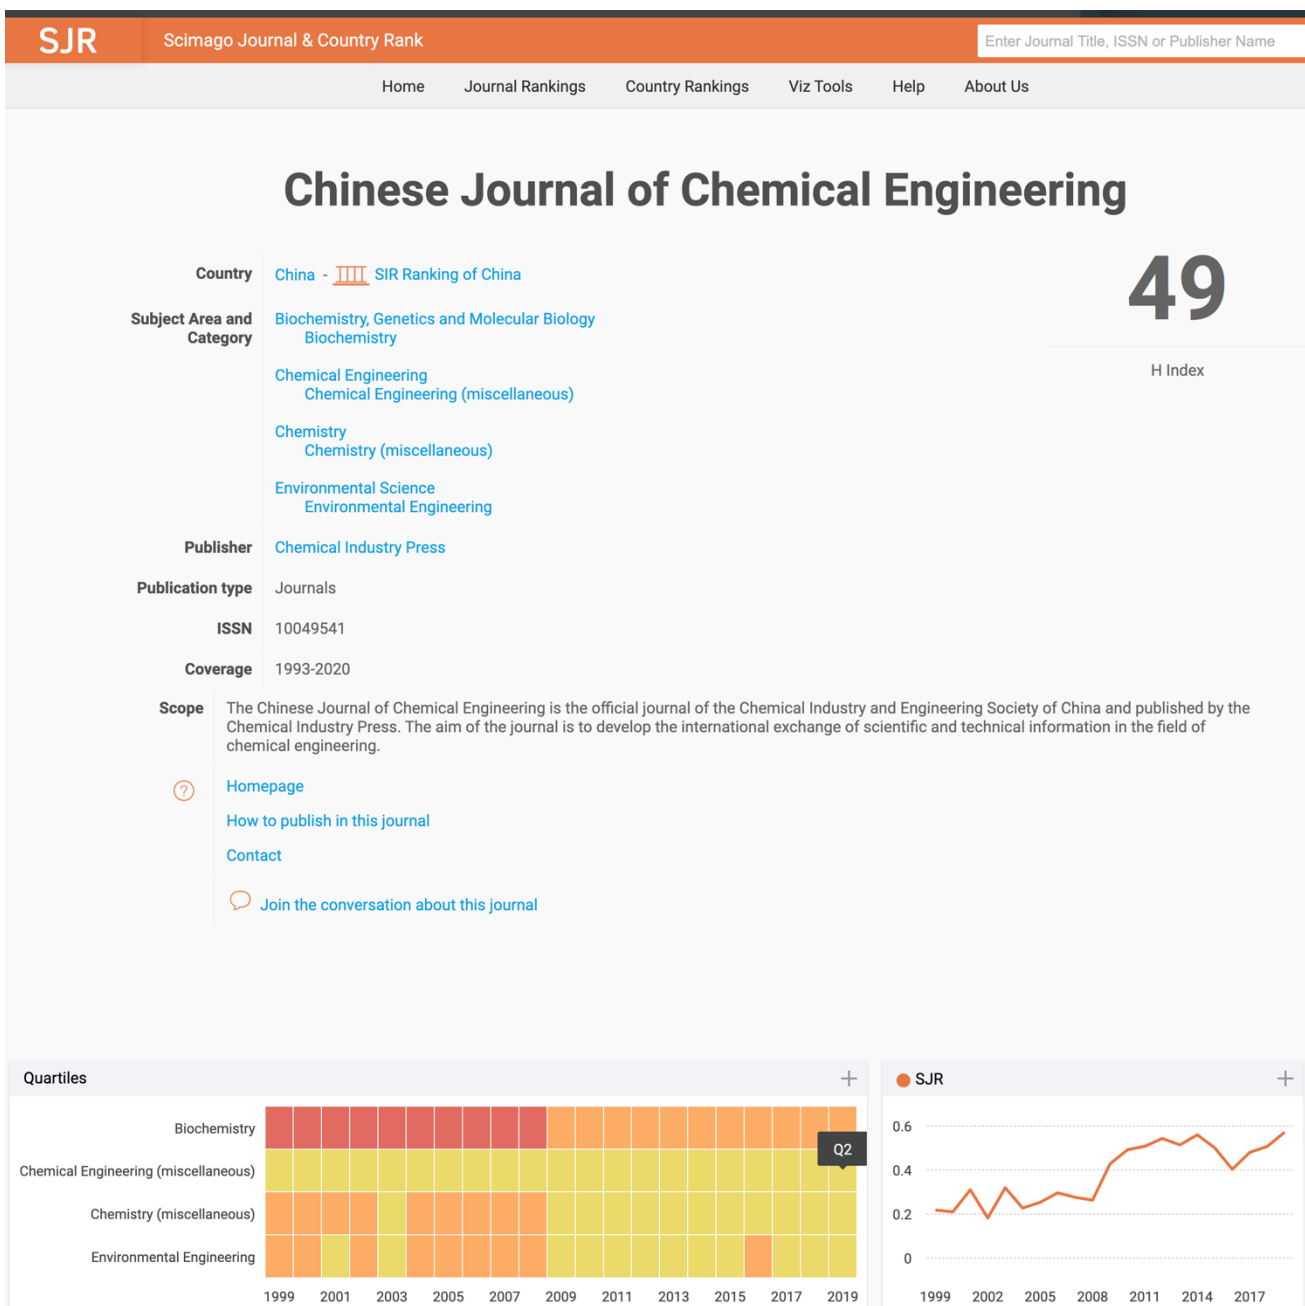 SJR
Scimago Journal & Country Rank
Enter Journal Title, ISSN or Publisher Name
Home
Journal Rankings
Country Rankings
Viz Tools
Help
About Us
Chinese Journal of Chemical Engineering
Country
China - SIR Ranking of China
49
H Index
Subject Area and
Category
Biochemistry, Genetics and Molecular Biology
Biochemistry
Chemical Engineering
Chemical Engineering (miscellaneous)
Chemistry
Chemistry (miscellaneous)
Environmental Science
Environmental Engineering
Publisher
Chemical Industry Press
Publication type
Journals
ISSN
10049541
Coverage
1993-2020
Scope
The Chinese Journal of Chemical Engineering is the official journal of the Chemical Industry and Engineering Society of China and published by the
Chemical Industry Press. The aim of the journal is to develop the international exchange of scientific and technical information in the field of
chemical engineering.
?
Homepage
How to publish in this journal
Contact
Join the conversation about this journal
Quartiles
+
Biochemistry
Q2
Chemical Engineering (miscellaneous)
Chemistry (miscellaneous)
Environmental Engineering
1999 2001 2003 2005 2007 2009 2011 2013 2015 2017 2019
SJR
+
0.6
0.4
0.2
0
1999 2002 2005 2008 2011 2014 2017